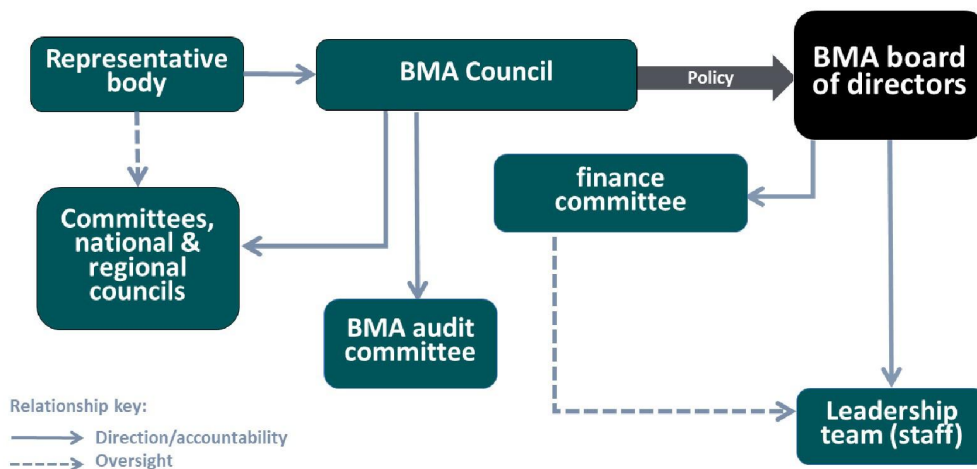 Representative
body
BMA Council
Policy
BMA board
of directors
finance
committee
Committees,
national &
regional
councils
BMA audit
committee
Leadership
team (staff)
Relationship key:
Direction/accountability
Oversight